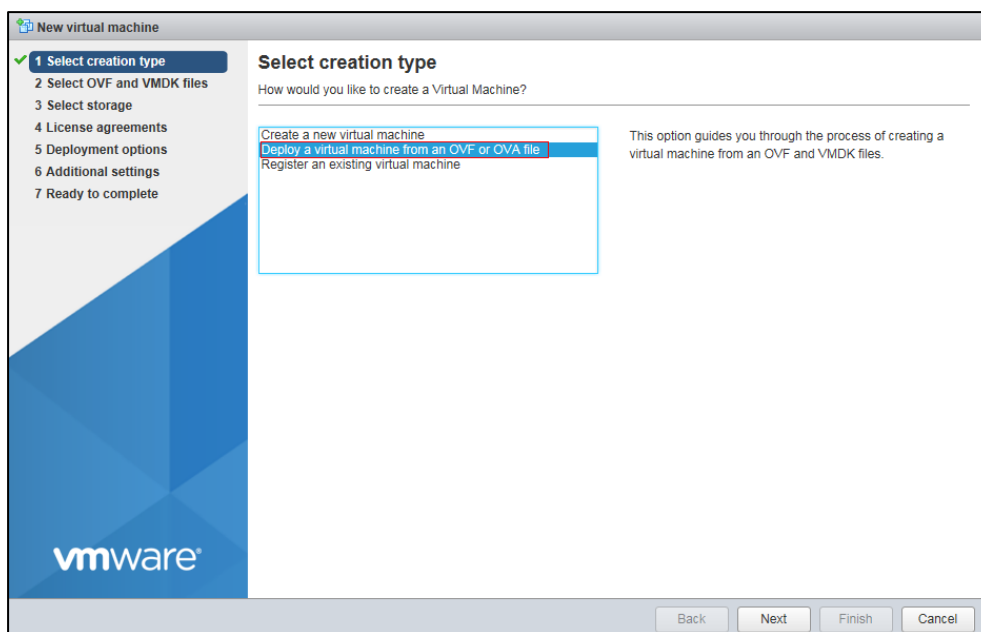 New virtual machine
1 Select creation type
2 Select OVF and VMDK files
3 Select storage
4 License agreements
5 Deployment options
6 Additional settings
7 Ready to complete
vmware®
Select creation type
How would you like to create a Virtual Machine?
Create a new virtual machine
Deploy a virtual machine from an OVF or OVA file
Register an existing virtual machine
This option guides you through the process of creating a
virtual machine from an OVF and VMDK files.
Back Next Finish Cancel